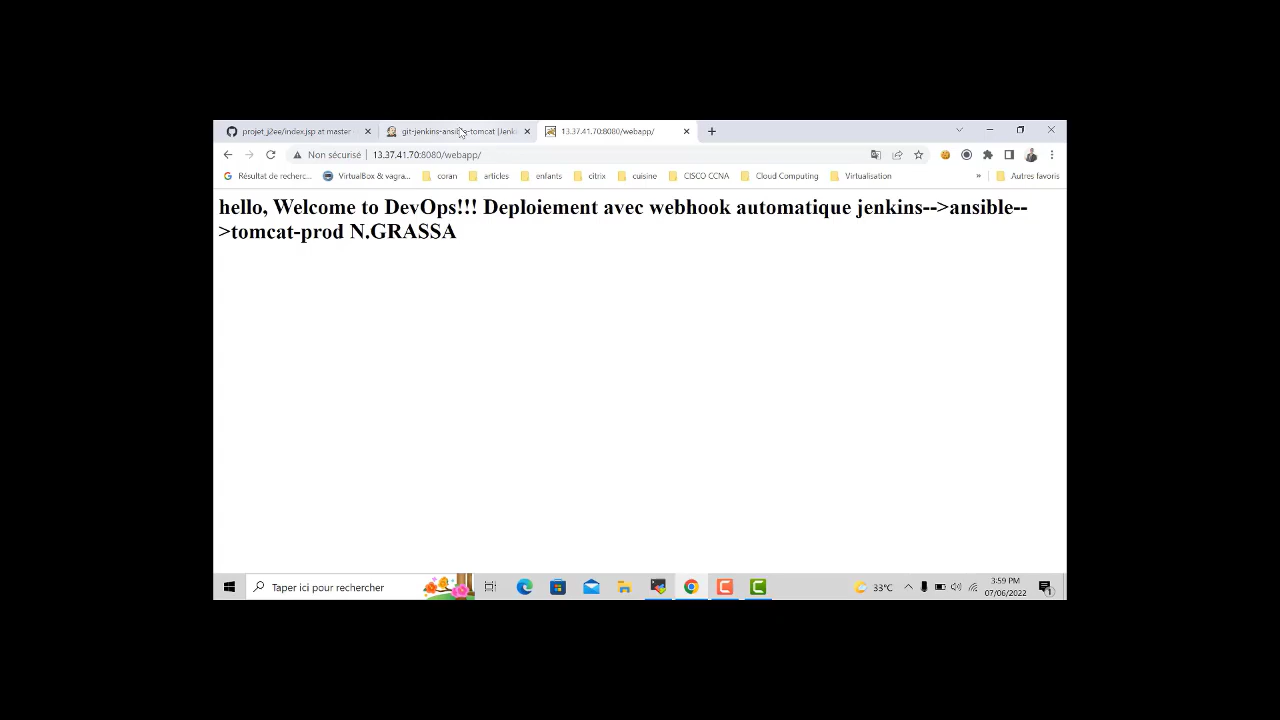 projet_j2ee/index.jsp at master
git-jenkins-ansible-tomcat [Jenki
13.37.41.70:8080/webapp/
Non sécurisé
13.37.41.70:8080/webapp/
Résultat de recherc...
VirtualBox & vagra...
coran
articles
enfants
citrix
cuisine
CISCO CCNA
Cloud Computing
Virtualisation
»
Autres favoris
hello, Welcome to DevOps!!! Deploiement avec webhook automatique jenkins-->ansible--
>tomcat-prod N.GRASSA
Taper ici pour rechercher
33°C
3:59 PM
07/06/2022
1